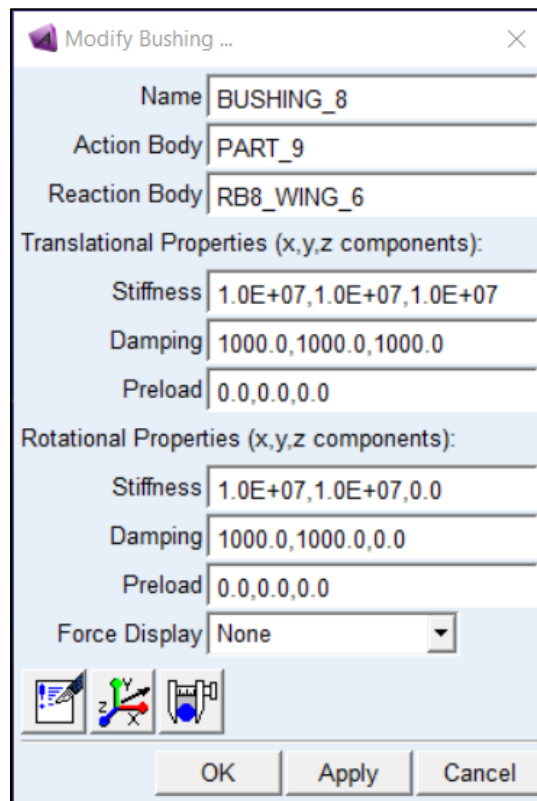 Modify Bushing ...
Name BUSHING_8
Action Body PART_9
Reaction Body RB8_WING_6
Translational Properties (x,y,z components):
Stiffness 1.0E+07,1.0E+07,1.0E+07
Damping 1000.0,1000.0,1000.0
Preload 0.0,0.0,0.0
Rotational Properties (x,y,z components):
Stiffness 1.0E+07,1.0E+07,0.0
Damping 1000.0,1000.0,0.0
Preload 0.0,0.0,0.0
Force Display None
Z Y X
OK Apply Cancel